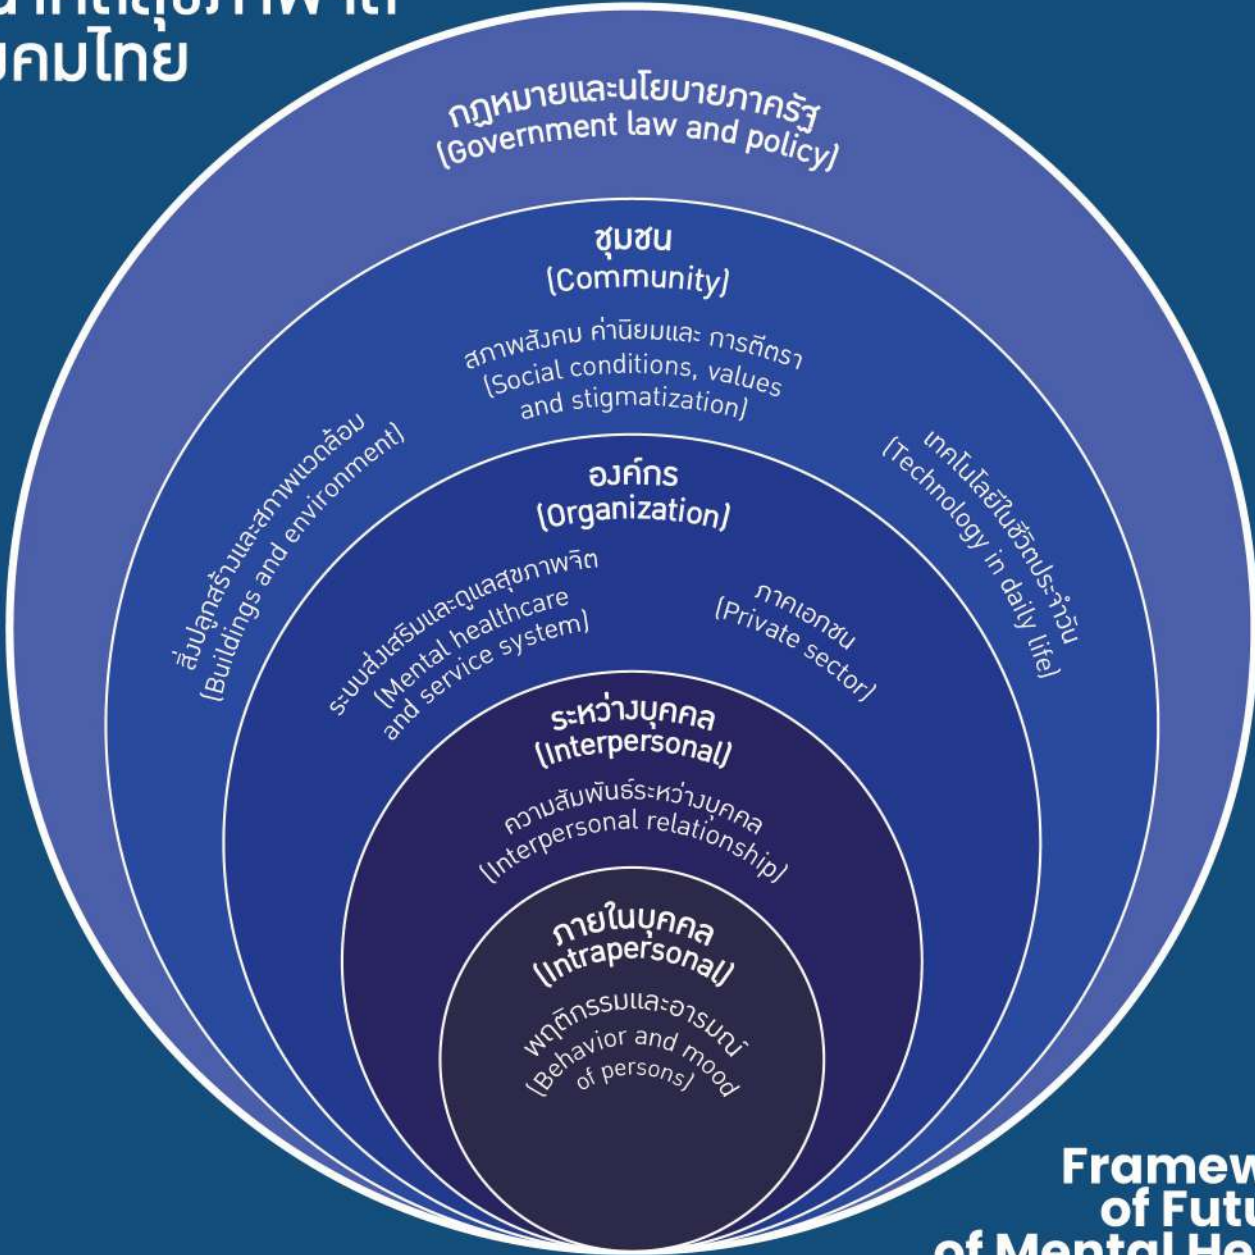 คมไทย
กฎหมายและนโยบายภาครัฐ
(Government law and policy)
ชุมชน
(Community)
สภาพสังคม ค่านิยมและ การตีตรา
(Social conditions, values
and stigmatization)
สิ่งปลูกสร้างและสภาพแวดล้อม
(Buildings and environment)
เทคโนโลยีในชีวิตประจำวัน
(Technology in daily life)
องค์กร
(Organization)
ระบบส่งเสริมและดูแลสุขภาพจิต
(Mental healthcare
and service system)
ภาคเอกชน
(Private sector)
ระหว่างบุคคล
(Interpersonal)
ความสัมพันธ์ระหว่างบุคคล
(Interpersonal relationship)
ภายในบุคคล
(Intrapersonal)
พฤติกรรมและอารมณ์
(Behavior and mood
of persons)
Framew
of Futu
of Mental Hea